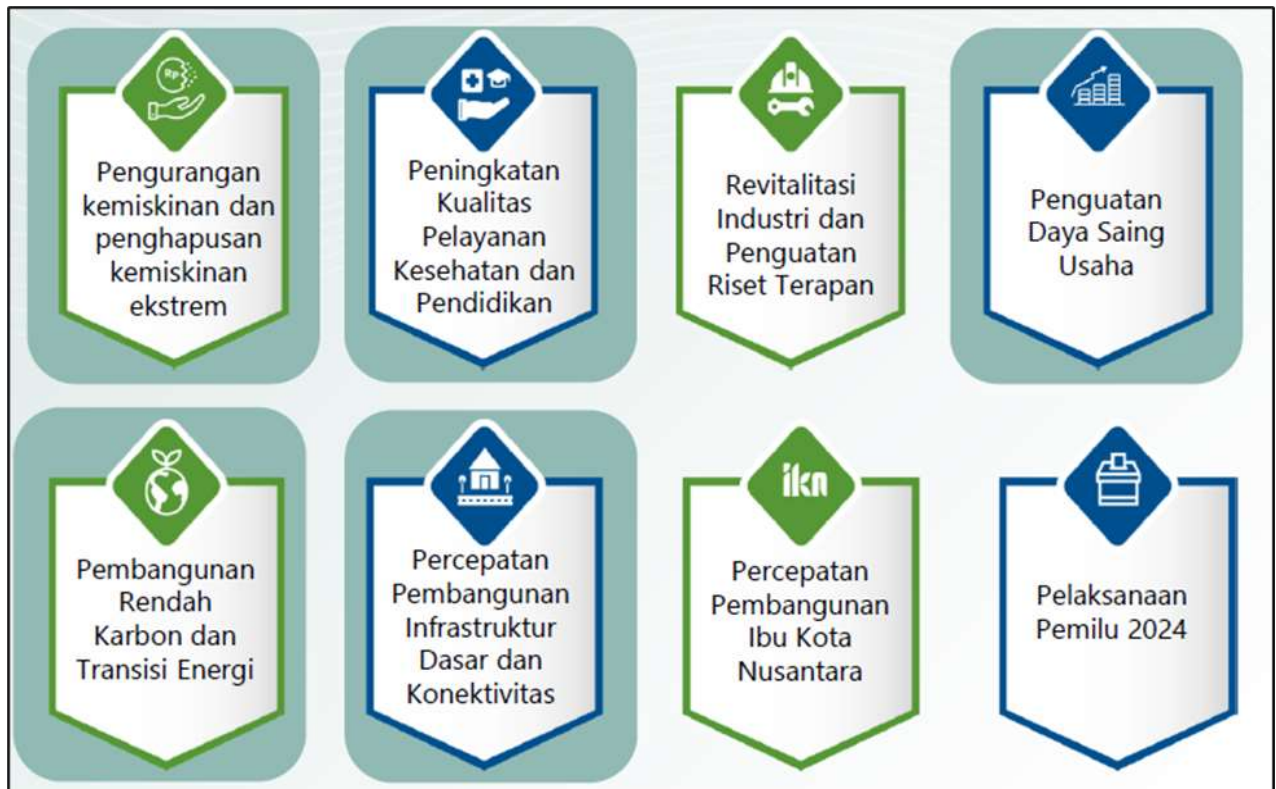 Rp
Pengurangan
kemiskinan dan
penghapusan
kemiskinan
ekstrem
Peningkatan
Kualitas
Pelayanan
Kesehatan dan
Pendidikan
Revitalitasi
Industri dan
Penguatan
Riset Terapan
Penguatan
Daya Saing
Usaha
Pembangunan
Rendah
Karbon dan
Transisi Energi
Percepatan
Pembangunan
Infrastruktur
Dasar dan
Konektivitas
ikn
Percepatan
Pembangunan
Ibu Kota
Nusantara
Pelaksanaan
Pemilu 2024